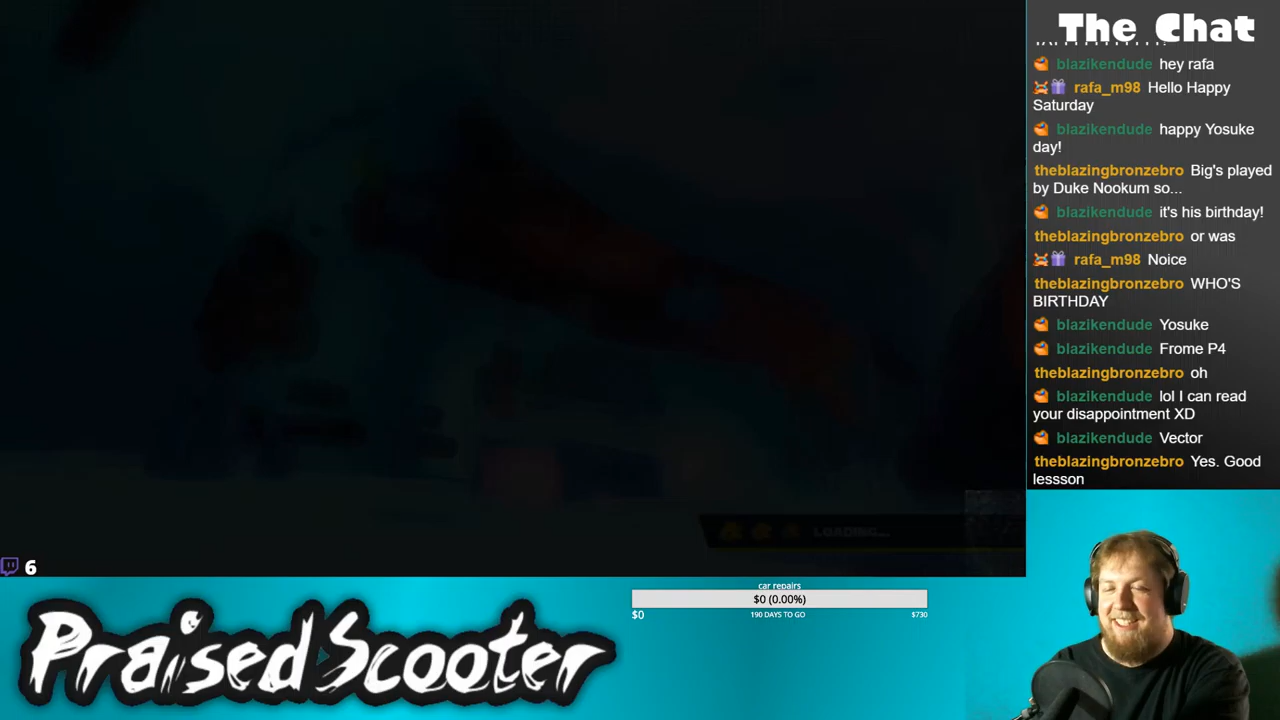 The Chat
blazikendude hey rafa
rafa_m98 Hello Happy
Saturday
blazikendude happy Yosuke
day!
theblazingbronzebro Big's played
by Duke Nookum so...
blazikendude it's his birthday!
theblazingbronzebro or was
rafa_m98 Noice
theblazingbronzebro WHO'S
BIRTHDAY
blazikendude Yosuke
blazikendude Frome P4
theblazingbronzebro oh
blazikendude lol I can read
your disappointment XD
blazikendude Vector
theblazingbronzebro Yes. Good
lessson
LOADING...
6
PraisedScooter
car repairs
$0 (0.00%)
$0 190 DAYS TO GO $730